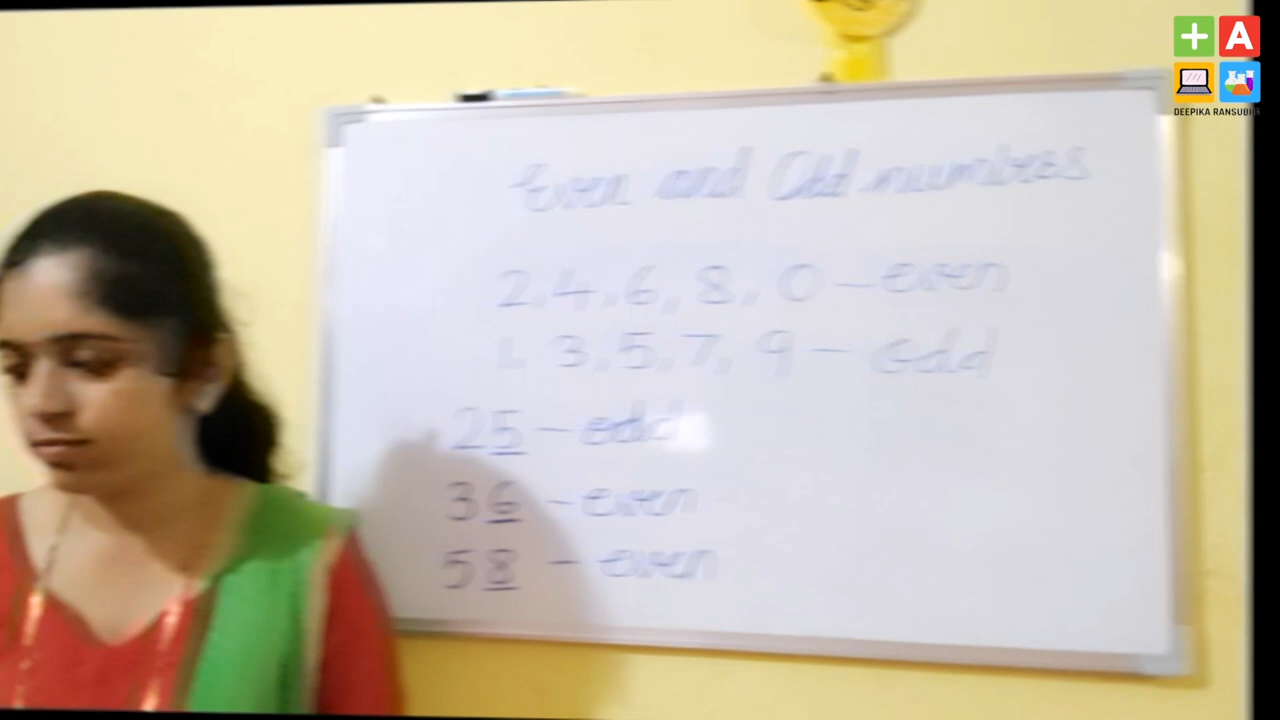 Even and Odd numbers
2, 4, 6, 8, 0 – even
1, 3, 5, 7, 9 – odd
25 – odd
36 – even
58 – even
+ A
DEEPIKA